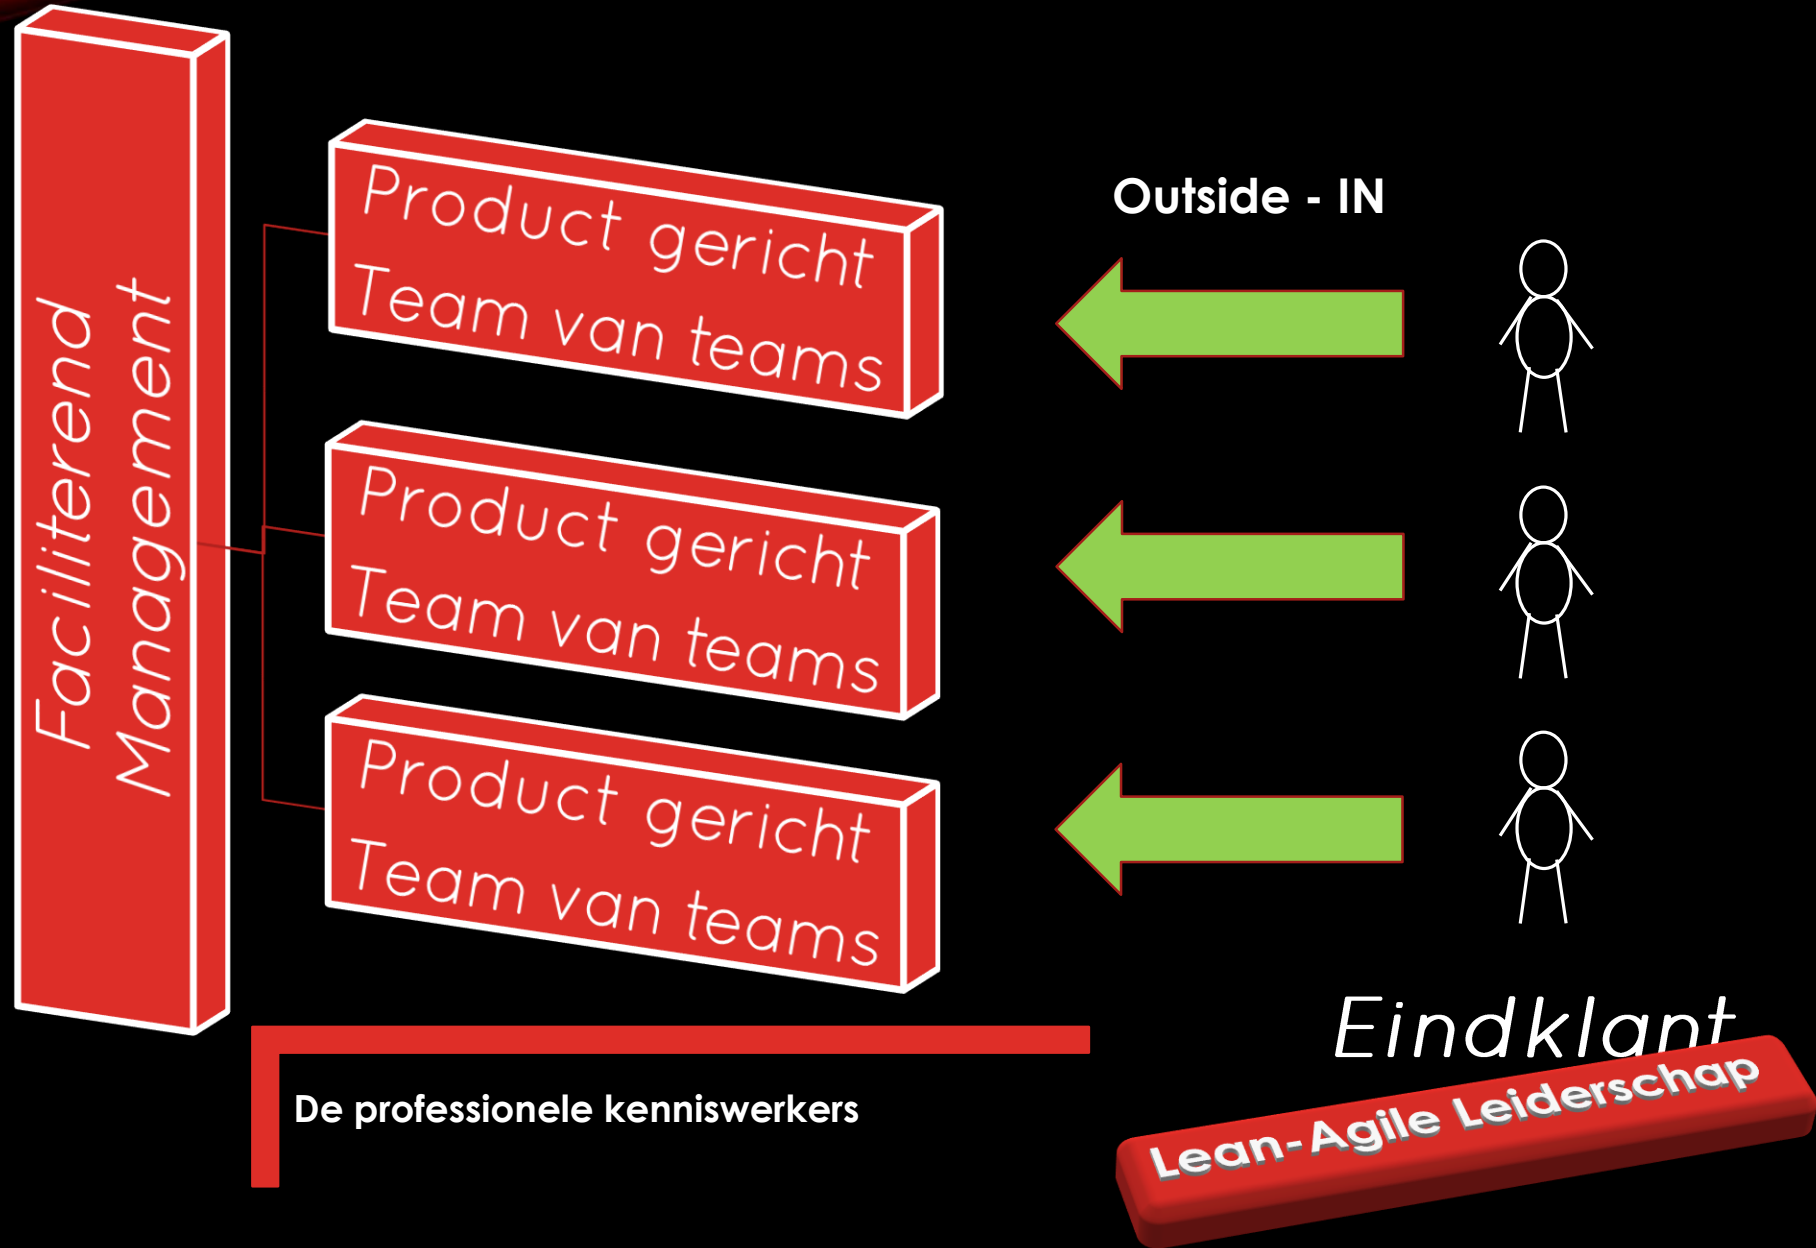 Faciliterend
Management
Product gericht
Team van teams
Product gericht
Team van teams
Product gericht
Team van teams
Outside - IN
Eindklant
De professionele kenniswerkers
Lean-Agile Leiderschap